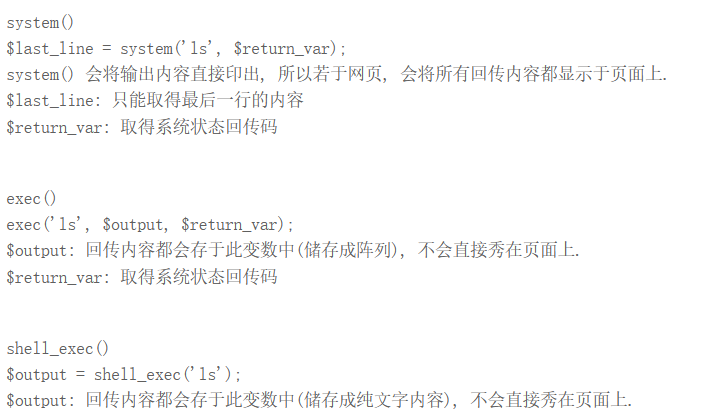 system()
$last_line = system('ls', $return_var);
system() 会将输出内容直接印出, 所以若于网页, 会将所有回传内容都显示于页面上.
$last_line: 只能取得最后一行的内容
$return_var: 取得系统状态回传码
exec()
exec('ls', $output, $return_var);
$output: 回传内容都会存于此变数中(储存成阵列), 不会直接秀在页面上.
$return_var: 取得系统状态回传码
shell_exec()
$output = shell_exec('ls');
$output: 回传内容都会存于此变数中(储存成纯文字内容), 不会直接秀在页面上.